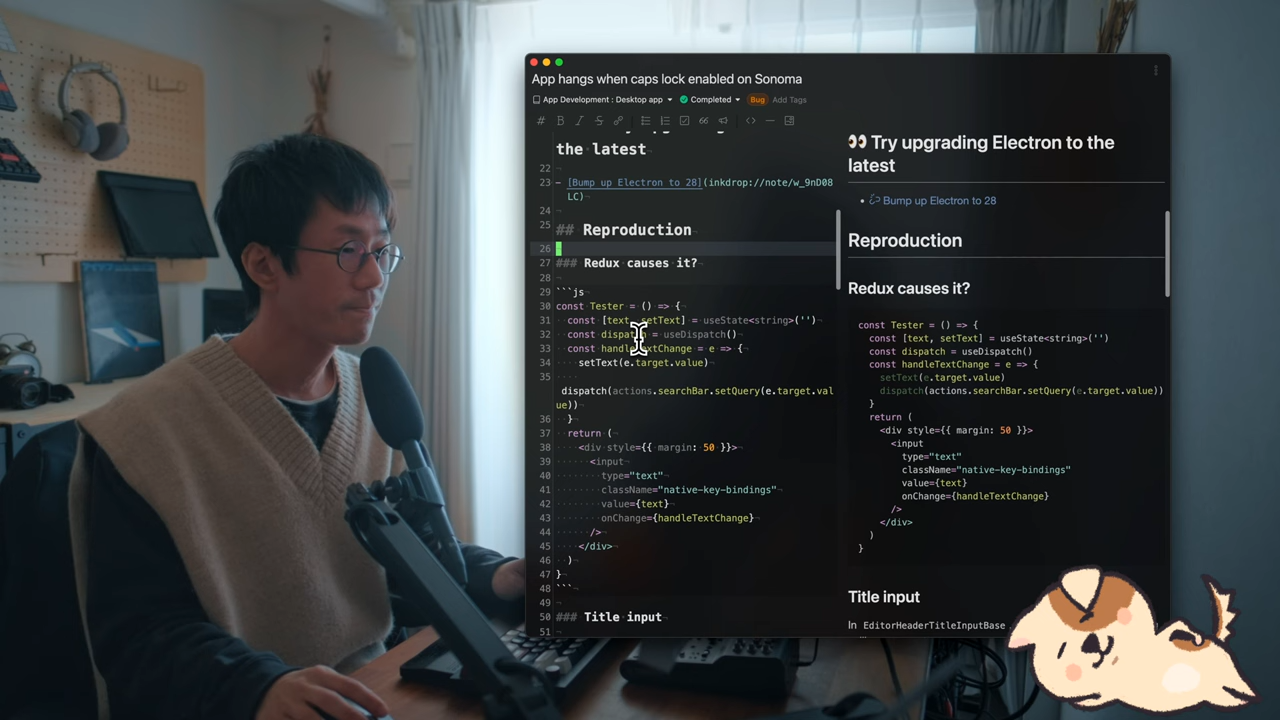 App hangs when caps lock enabled on Sonoma
App Development : Desktop app
Completed
Bug
Add Tags
the latest
22
23 - [Bump up Electron to 28](inkdrop://note/w_9nD08
LC)
24
25 ## Reproduction
26
27 ### Redux causes it?
28
29 ```js
30 const Tester = () => {
31 const [text, setText] = useState<string>('')
32 const dispatch = useDispatch()
33 const handleTextChange = e => {
34 setText(e.target.value)
35
dispatch(actions.searchBar.setQuery(e.target.val
ue))
36 }
37 return (
38 <div style={{ margin: 50 }}>
39 <input
40 type="text"
41 className="native-key-bindings"
42 value={text}
43 onChange={handleTextChange}
44 />
45 </div>
46 )
47 }
48 ```
49
50 ### Title input
51
👀 Try upgrading Electron to the
latest
• Bump up Electron to 28
Reproduction
Redux causes it?
const Tester = () => {
const [text, setText] = useState<string>('')
const dispatch = useDispatch()
const handleTextChange = e => {
setText(e.target.value)
dispatch(actions.searchBar.setQuery(e.target.value))
}
return (
<div style={{ margin: 50 }}>
<input
type="text"
className="native-key-bindings"
value={text}
onChange={handleTextChange}
/>
</div>
)
}
Title input
In EditorHeaderTitleInputBase